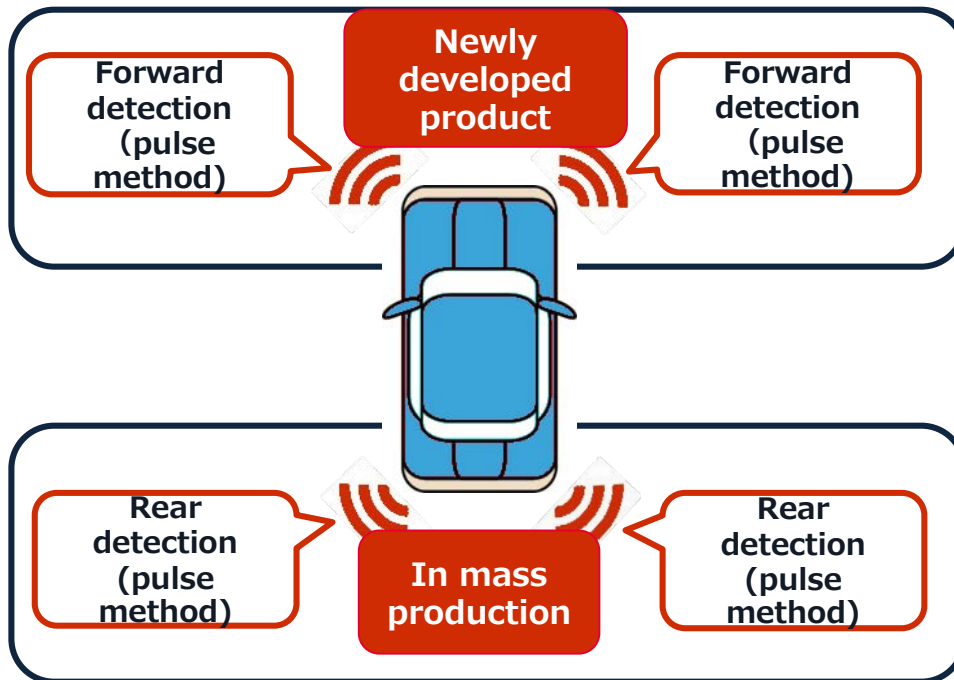 Forward
detection
（pulse
method)
Newly
developed
product
Forward
detection
（pulse
method)
Rear
detection
(pulse
method)
In mass
production
Rear
detection
(pulse
method)